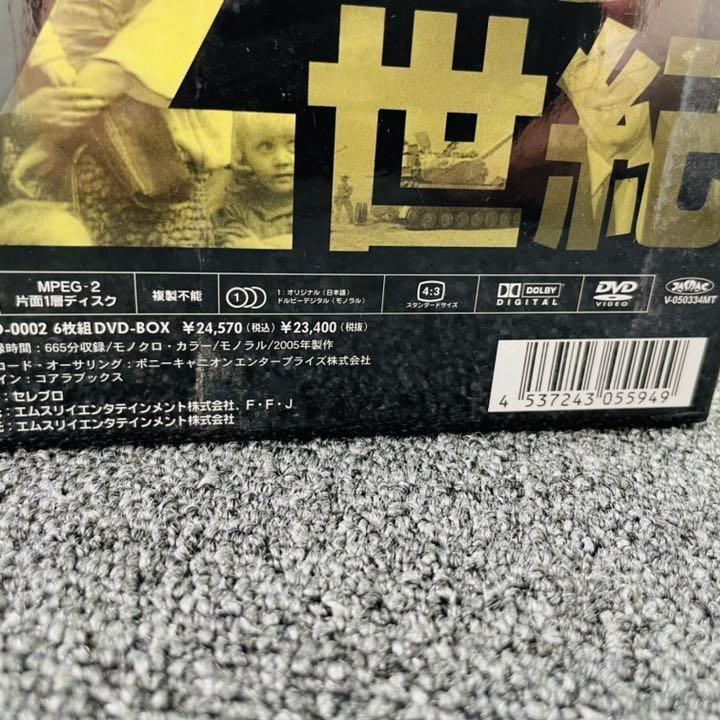 世紀
MPEG-2
片面1層ディスク
複製不能
1：オリジナル（日本語）
ドルビーデジタル（モノラル）
4:3
スタンダードサイズ
DOLBY
DIGITAL
DVD
VIDEO
JASRAC
V-050334MT
-0002 6枚組DVD-BOX ¥24,570（税込）¥23,400（税抜）
時間：665分収録/モノクロ・カラー/モノラル/2005年製作
コード・オーサリング：ポニーキャニオンエンタープライズ株式会社
イン：コアラブックス
：セレブロ
：エムスリイエンタテインメント株式会社、F・F・J
：エムスリイエンタテインメント株式会社
4 537243 055949